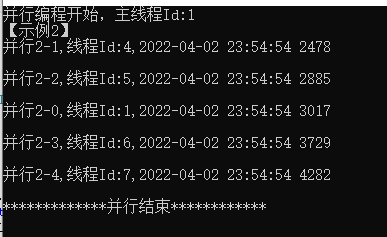 并行编程开始，主线程Id:1
【示例2】
并行2-1,线程Id:4,2022-04-02 23:54:54 2478
并行2-2,线程Id:5,2022-04-02 23:54:54 2885
并行2-0,线程Id:1,2022-04-02 23:54:54 3017
并行2-3,线程Id:6,2022-04-02 23:54:54 3729
并行2-4,线程Id:7,2022-04-02 23:54:54 4282
*************并行结束************